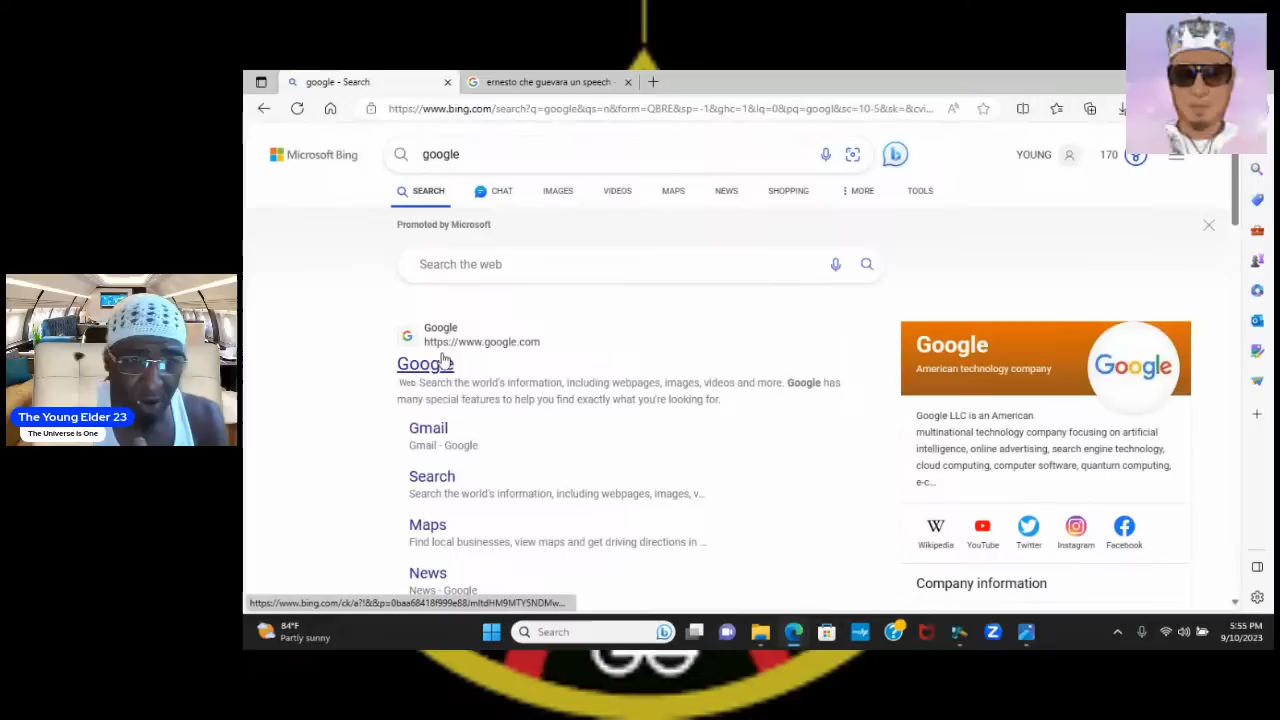 google - Search
ernesto che guevara un speech -
https://www.bing.com/search?q=google&qs=n&form=QBRE&sp=-1&ghc=1&lq=0&pq=googl&sc=10-5&sk=&cvi...
Microsoft Bing
google
YOUNG
170
SEARCH
CHAT
IMAGES
VIDEOS
MAPS
NEWS
SHOPPING
MORE
TOOLS
Promoted by Microsoft
Search the web
Google
https://www.google.com
Google
Web Search the world's information, including webpages, images, videos and more. Google has
many special features to help you find exactly what you're looking for.
Gmail
Gmail - Google
Search
Search the world's information, including webpages, images, v...
Maps
Find local businesses, view maps and get driving directions in ...
News
News - Google
Google
American technology company
Google
Google LLC is an American
multinational technology company focusing on artificial
intelligence, online advertising, search engine technology,
cloud computing, computer software, quantum computing,
e-c...
Wikipedia
YouTube
Twitter
Instagram
Facebook
Company information
The Young Elder 23
The Universe is One
84°F
Partly sunny
Search
5:55 PM
9/10/2023